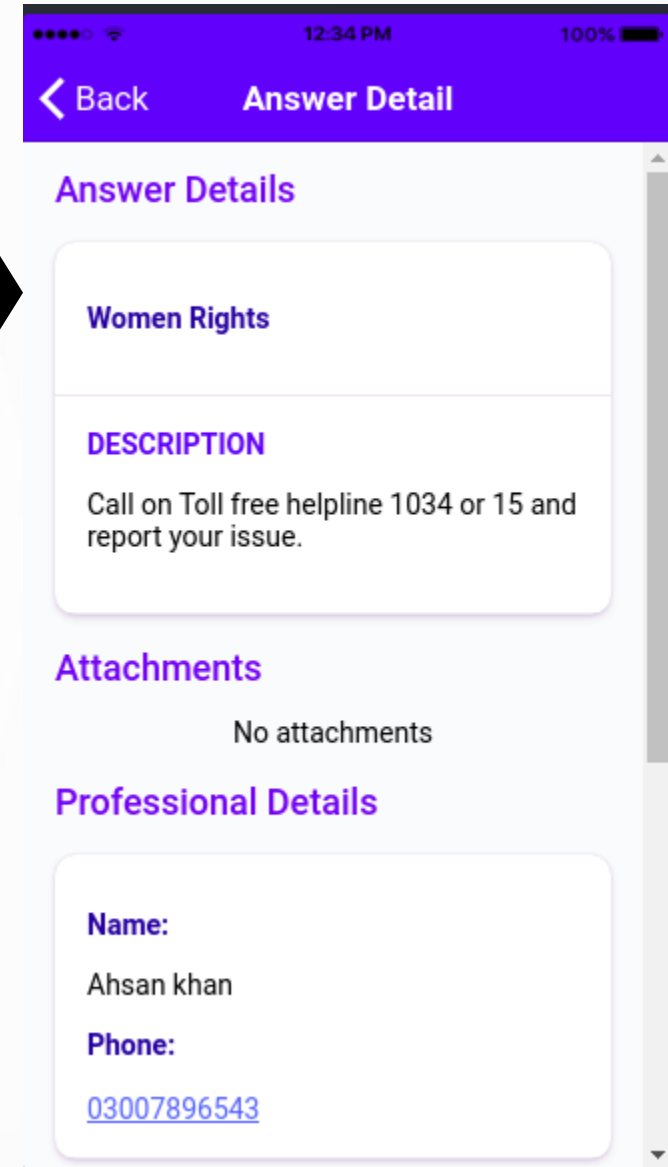 12:34 PM 100%
Back Answer Detail
Answer Details
Women Rights
DESCRIPTION
Call on Toll free helpline 1034 or 15 and
report your issue.
Attachments
No attachments
Professional Details
Name:
Ahsan khan
Phone:
03007896543